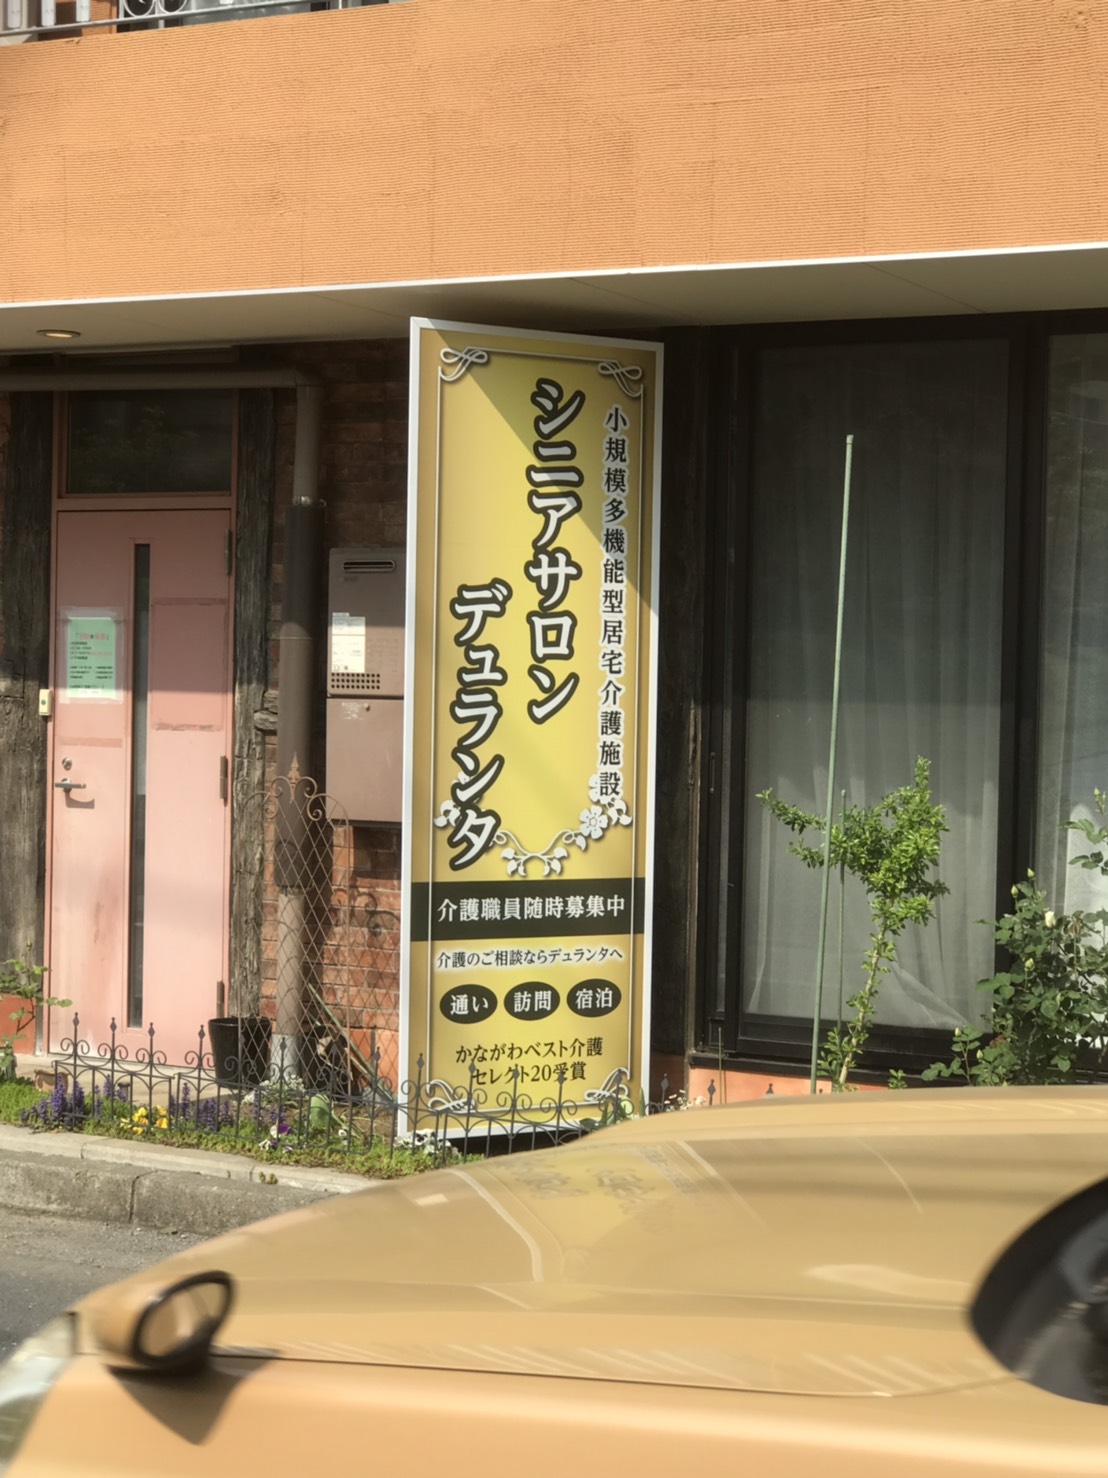 小規模多機能型居宅介護施設
シニアサロン
デュランタ
介護職員随時募集中
介護のご相談ならデュランタへ
通い 訪問 宿泊
かながわベスト介護
セレクト20受賞